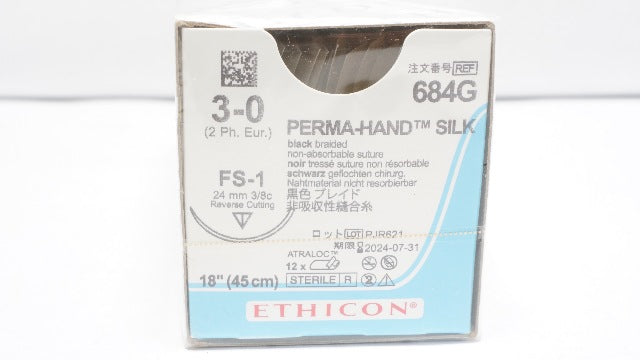 注文番号 REF
684G
3-0
(2 Ph. Eur.)
PERMA-HAND™ SILK
black braided
non-absorbable suture
noir tressé suture non résorbable
schwarz geflochten chirurg.
Nahtmaterial nicht resorbierbar
黒色 ブレイド
非吸収性縫合糸
FS-1
24 mm 3/8c
Reverse Cutting
ロット LOT PJR621
期限 2024-07-31
ATRALOC™
12 x
STERILE R
18" (45 cm)
ETHICON®